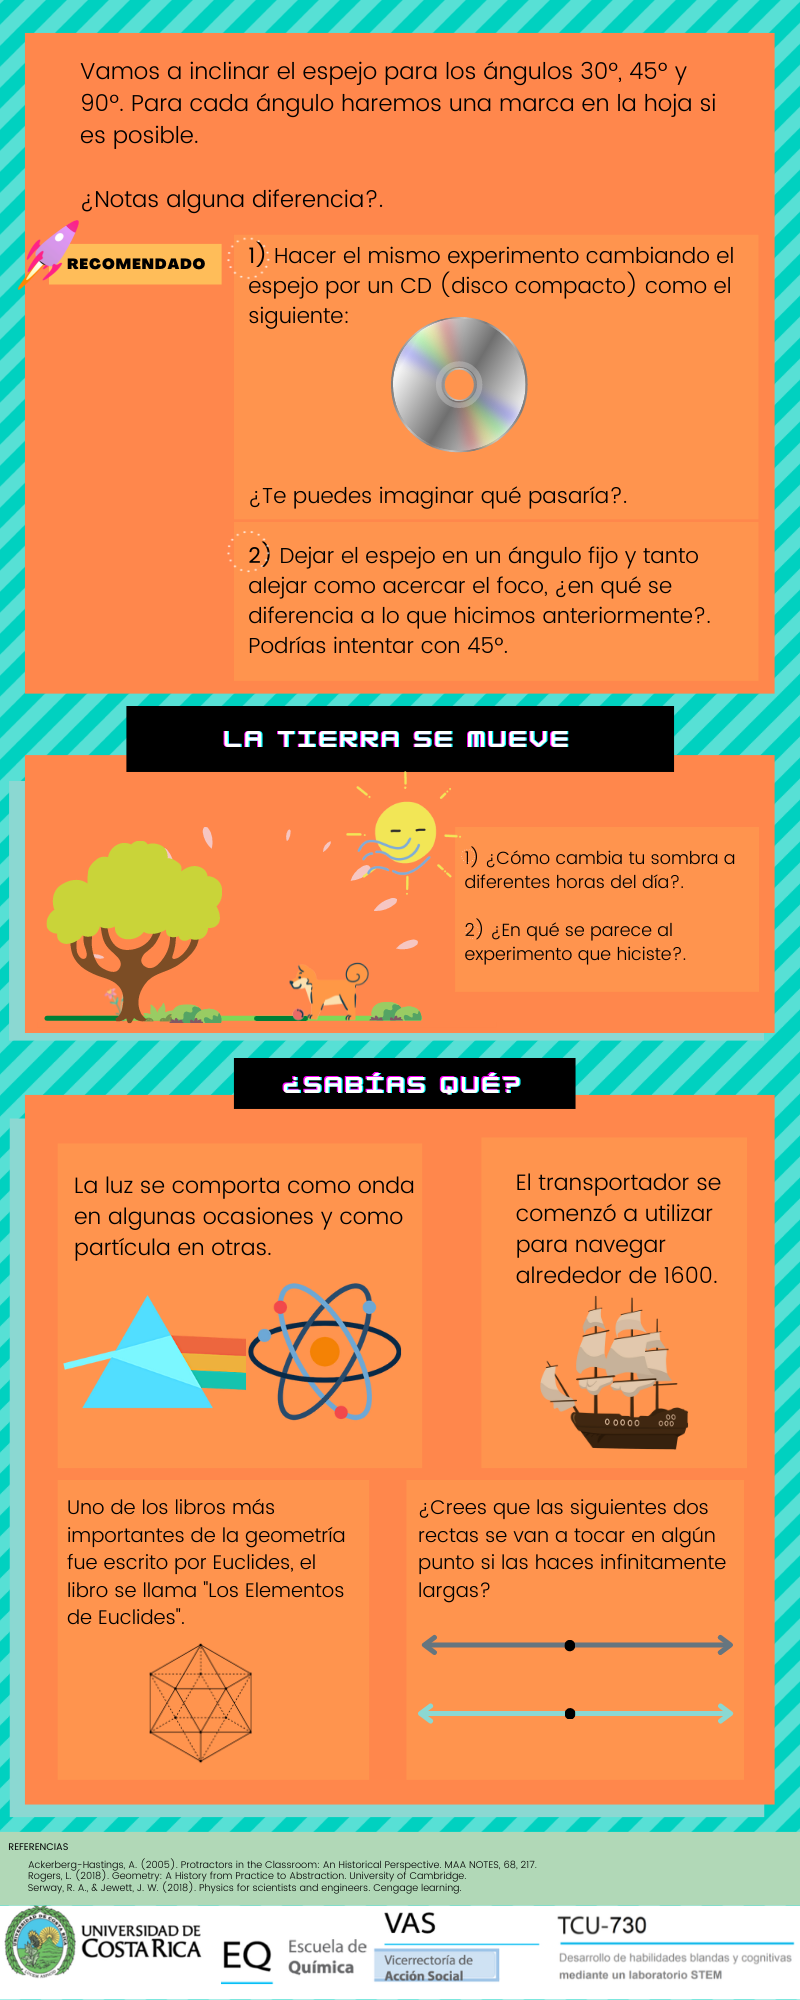 Vamos a inclinar el espejo para los ángulos 30°, 45° y
90°. Para cada ángulo haremos una marca en la hoja si
es posible.
¿Notas alguna diferencia?.
RECOMENDADO
1) Hacer el mismo experimento cambiando el
espejo por un CD (disco compacto) como el
siguiente:
¿Te puedes imaginar qué pasaría?.
2) Dejar el espejo en un ángulo fijo y tanto
alejar como acercar el foco, ¿en qué se
diferencia a lo que hicimos anteriormente?.
Podrías intentar con 45°.
LA TIERRA SE MUEVE
1) ¿Cómo cambia tu sombra a
diferentes horas del día?.
2) ¿En qué se parece al
experimento que hiciste?.
¿SABÍAS QUÉ?
La luz se comporta como onda
en algunas ocasiones y como
partícula en otras.
El transportador se
comenzó a utilizar
para navegar
alrededor de 1600.
Uno de los libros más
importantes de la geometría
fue escrito por Euclides, el
libro se llama "Los Elementos
de Euclides".
¿Crees que las siguientes dos
rectas se van a tocar en algún
punto si las haces infinitamente
largas?
REFERENCIAS
Ackerberg-Hastings, A. (2005). Protractors in the Classroom: An Historical Perspective. MAA NOTES, 68, 217.
Rogers, L. (2018). Geometry: A History from Practice to Abstraction. University of Cambridge.
Serway, R. A., & Jewett, J. W. (2018). Physics for scientists and engineers. Cengage learning.
UNIVERSIDAD DE
COSTA RICA
EQ
Escuela de
Química
VAS
Vicerrectoría de
Acción Social
TCU-730
Desarrollo de habilidades blandas y cognitivas
mediante un laboratorio STEM